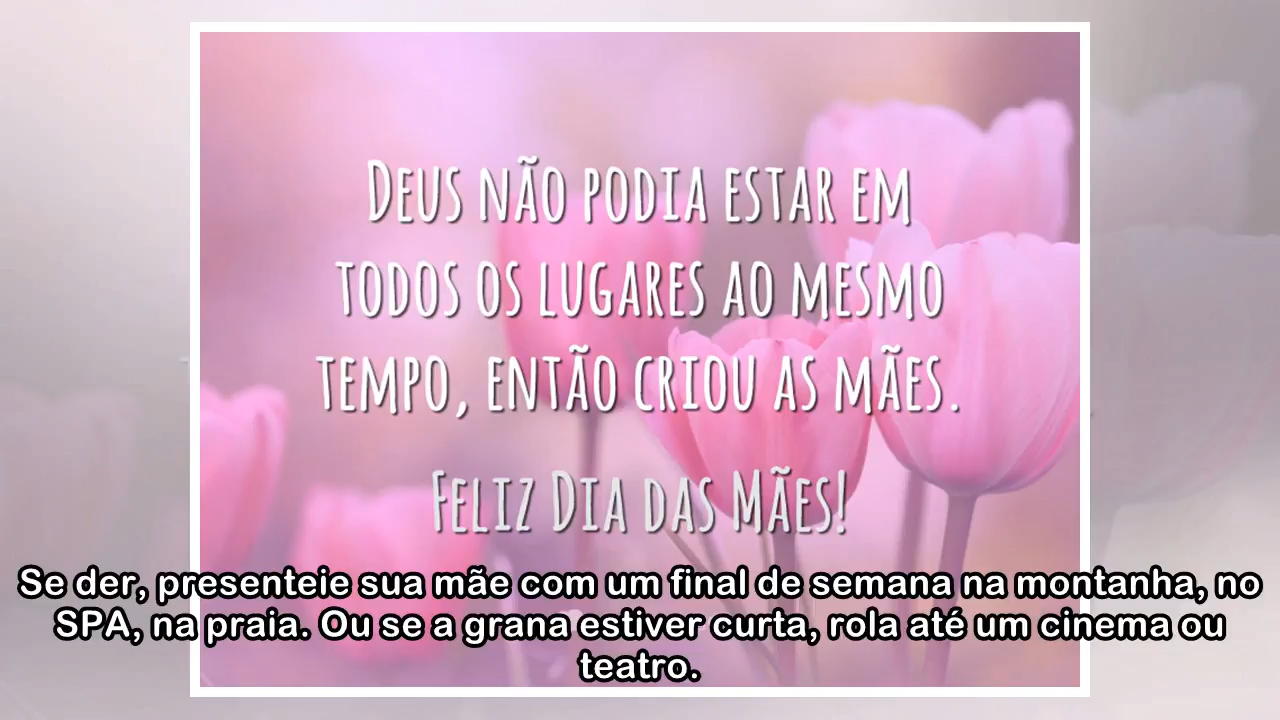 DEUS NÃO PODIA ESTAR EM
TODOS OS LUGARES AO MESMO
TEMPO, ENTÃO CRIOU AS MÃES.
FELIZ DIA DAS MÃES!
Se der, presenteie sua mãe com um final de semana na montanha, no
SPA, na praia. Ou se a grana estiver curta, rola até um cinema ou
teatro.